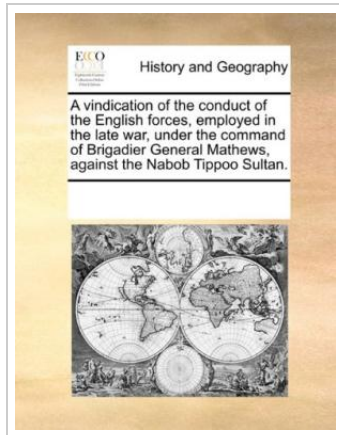 ECCO
History and Geography
A vindication of the conduct of
the English forces, employed in
the late war, under the command
of Brigadier General Mathews,
against the Nabob Tippoo Sultan.